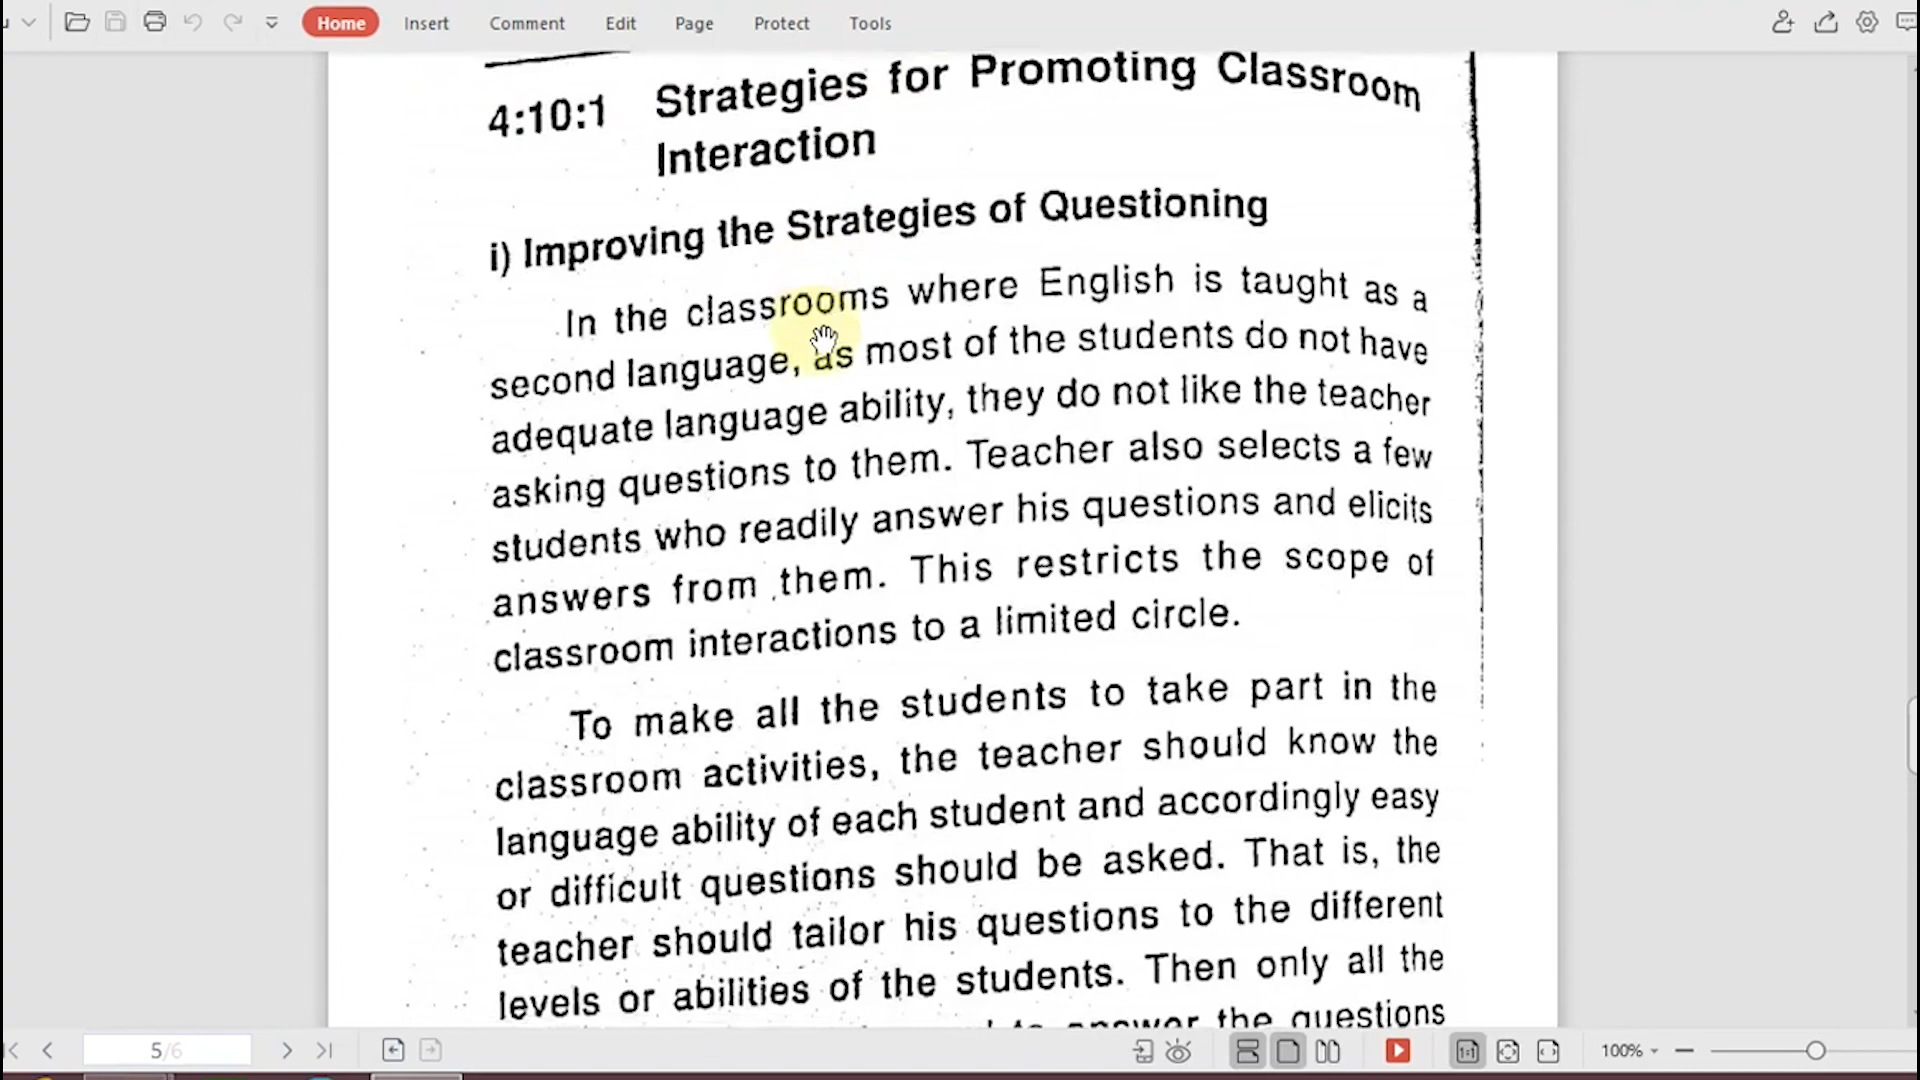 Home Insert Comment Edit Page Protect Tools
4:10:1 Strategies for Promoting Classroom
Interaction
i) Improving the Strategies of Questioning
In the classrooms where English is taught as a
second language, as most of the students do not have
adequate language ability, they do not like the teacher
asking questions to them. Teacher also selects a few
students who readily answer his questions and elicits
answers from them. This restricts the scope of
classroom interactions to a limited circle.
To make all the students to take part in the
classroom activities, the teacher should know the
language ability of each student and accordingly easy
or difficult questions should be asked. That is, the
teacher should tailor his questions to the different
levels or abilities of the students. Then only all the
answer the questions
5/6 100%